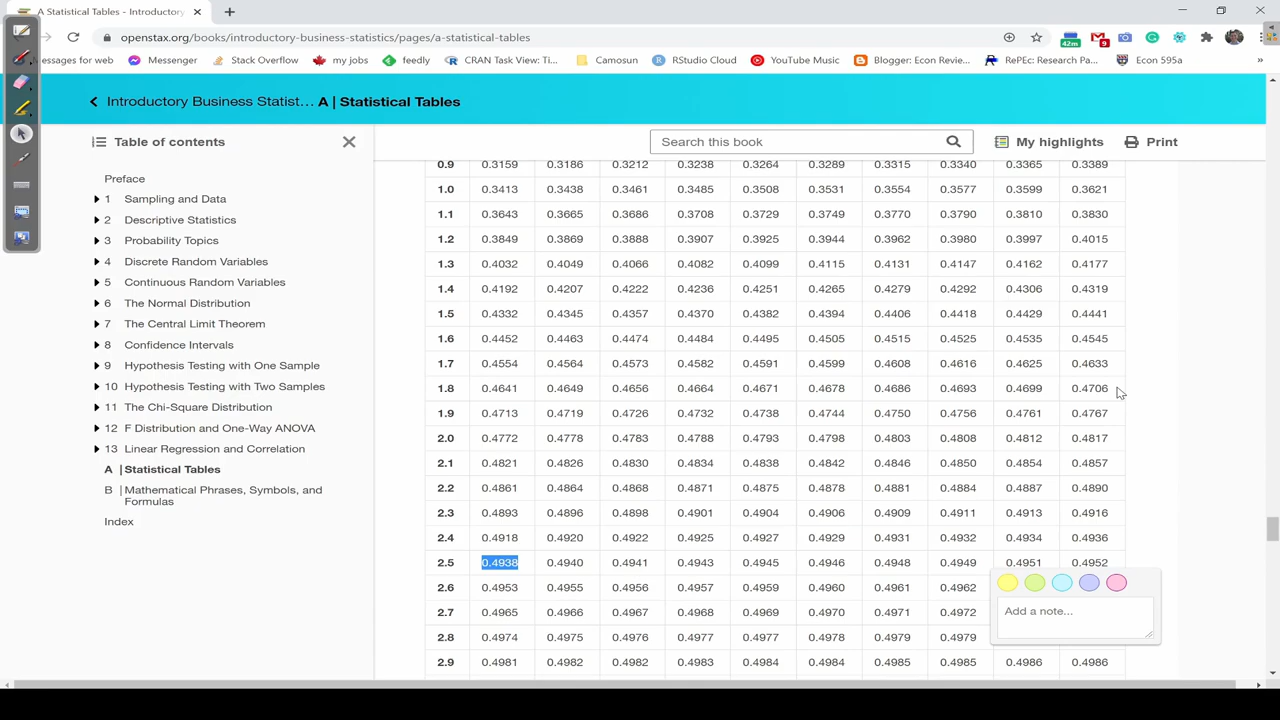 A Statistical Tables - Introductory
openstax.org/books/introductory-business-statistics/pages/a-statistical-tables
42m
9
essages for web Messenger Stack Overflow my jobs feedly CRAN Task View: Ti... Camosun RStudio Cloud YouTube Music Blogger: Econ Revie... RePEc: Research Pa... Econ 595a »
Introductory Business Statist... A | Statistical Tables
Table of contents
Search this book
My highlights
Print
Preface
1 Sampling and Data
2 Descriptive Statistics
3 Probability Topics
4 Discrete Random Variables
5 Continuous Random Variables
6 The Normal Distribution
7 The Central Limit Theorem
8 Confidence Intervals
9 Hypothesis Testing with One Sample
10 Hypothesis Testing with Two Samples
11 The Chi-Square Distribution
12 F Distribution and One-Way ANOVA
13 Linear Regression and Correlation
A | Statistical Tables
B | Mathematical Phrases, Symbols, and
Formulas
Index
0.9 0.3159 0.3186 0.3212 0.3238 0.3264 0.3289 0.3315 0.3340 0.3365 0.3389
1.0 0.3413 0.3438 0.3461 0.3485 0.3508 0.3531 0.3554 0.3577 0.3599 0.3621
1.1 0.3643 0.3665 0.3686 0.3708 0.3729 0.3749 0.3770 0.3790 0.3810 0.3830
1.2 0.3849 0.3869 0.3888 0.3907 0.3925 0.3944 0.3962 0.3980 0.3997 0.4015
1.3 0.4032 0.4049 0.4066 0.4082 0.4099 0.4115 0.4131 0.4147 0.4162 0.4177
1.4 0.4192 0.4207 0.4222 0.4236 0.4251 0.4265 0.4279 0.4292 0.4306 0.4319
1.5 0.4332 0.4345 0.4357 0.4370 0.4382 0.4394 0.4406 0.4418 0.4429 0.4441
1.6 0.4452 0.4463 0.4474 0.4484 0.4495 0.4505 0.4515 0.4525 0.4535 0.4545
1.7 0.4554 0.4564 0.4573 0.4582 0.4591 0.4599 0.4608 0.4616 0.4625 0.4633
1.8 0.4641 0.4649 0.4656 0.4664 0.4671 0.4678 0.4686 0.4693 0.4699 0.4706
1.9 0.4713 0.4719 0.4726 0.4732 0.4738 0.4744 0.4750 0.4756 0.4761 0.4767
2.0 0.4772 0.4778 0.4783 0.4788 0.4793 0.4798 0.4803 0.4808 0.4812 0.4817
2.1 0.4821 0.4826 0.4830 0.4834 0.4838 0.4842 0.4846 0.4850 0.4854 0.4857
2.2 0.4861 0.4864 0.4868 0.4871 0.4875 0.4878 0.4881 0.4884 0.4887 0.4890
2.3 0.4893 0.4896 0.4898 0.4901 0.4904 0.4906 0.4909 0.4911 0.4913 0.4916
2.4 0.4918 0.4920 0.4922 0.4925 0.4927 0.4929 0.4931 0.4932 0.4934 0.4936
2.5 0.4938 0.4940 0.4941 0.4943 0.4945 0.4946 0.4948 0.4949 0.4951 0.4952
2.6 0.4953 0.4955 0.4956 0.4957 0.4959 0.4960 0.4961 0.4962
2.7 0.4965 0.4966 0.4967 0.4968 0.4969 0.4970 0.4971 0.4972
2.8 0.4974 0.4975 0.4976 0.4977 0.4977 0.4978 0.4979 0.4979
2.9 0.4981 0.4982 0.4982 0.4983 0.4984 0.4984 0.4985 0.4985 0.4986 0.4986
Add a note...